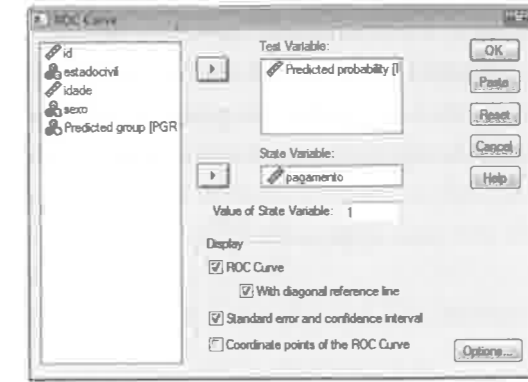 ROC Curve
id
estadocivil
idade
sexo
Predicted group [PGR
Test Variable:
Predicted probability [
State Variable:
pagamento
Value of State Variable: 1
Display
ROC Curve
With diagonal reference line
Standard error and confidence interval
Coordinate points of the ROC Curve
OK
Paste
Reset
Cancel
Help
Options...